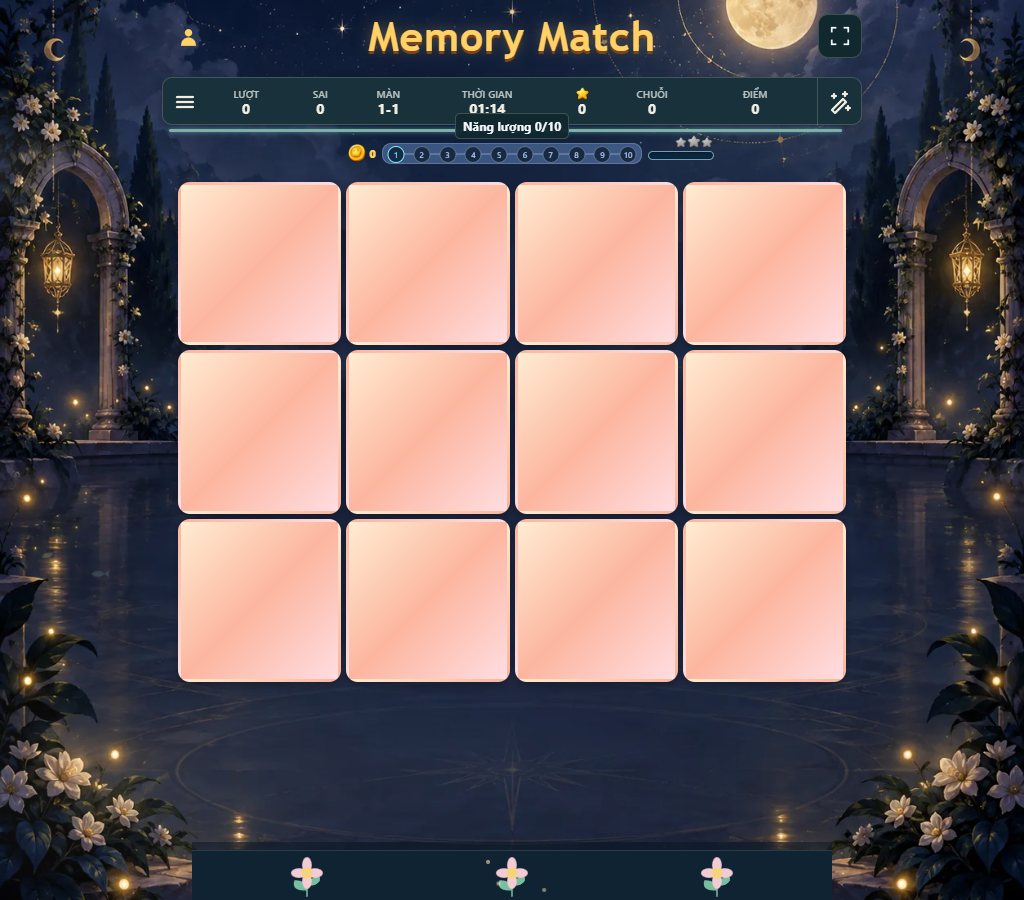 Memory Match
LƯỢT SAI MÀN THỜI GIAN CHUỖI ĐIỂM
0 0 1-1 01:14 0 0 0
Năng lượng 0/10
0 1 2 3 4 5 6 7 8 9 10